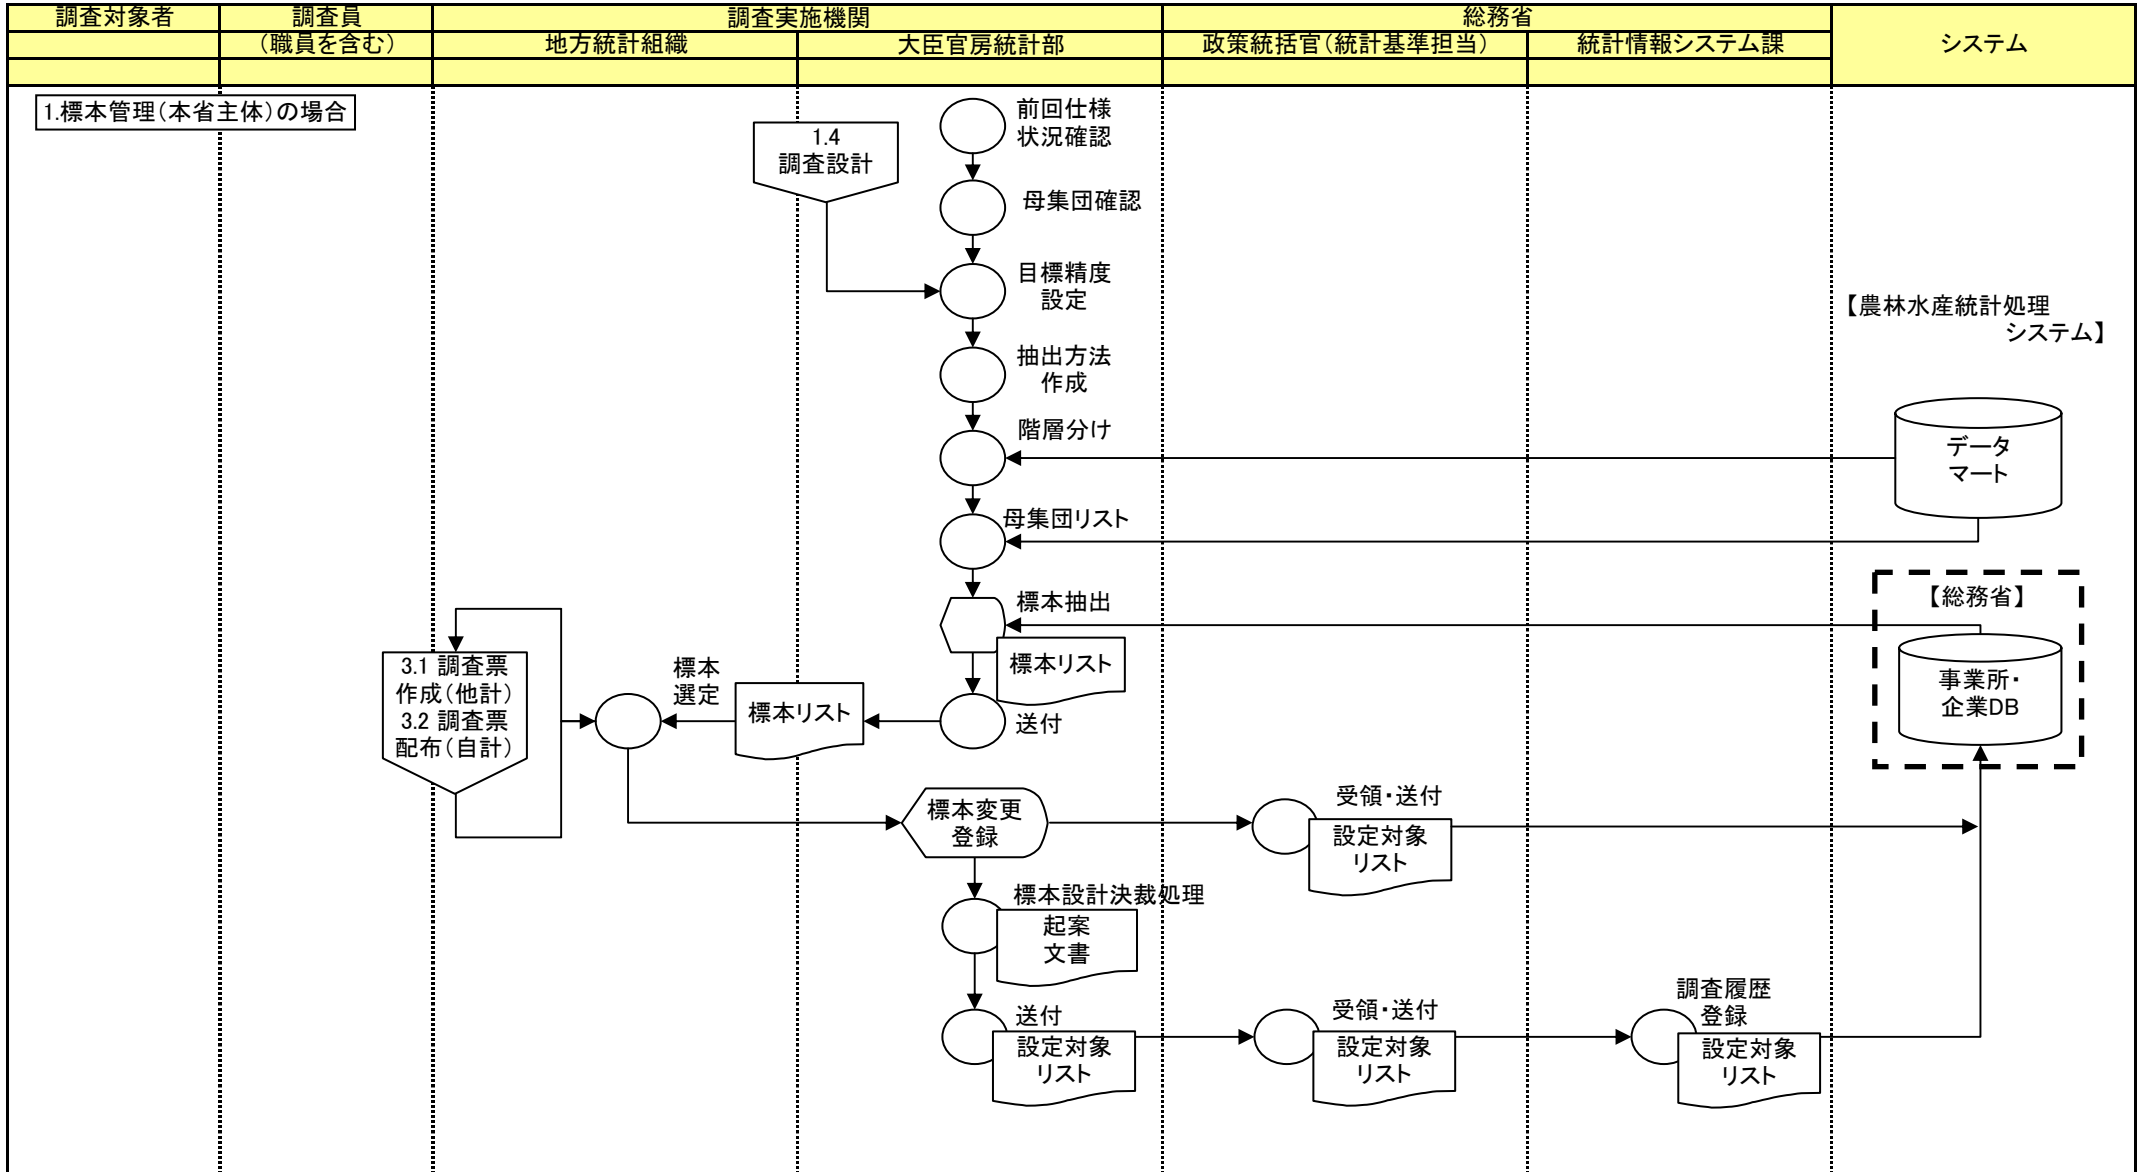 調査対象者
調査員
調査実施機関
総務省
システム
(職員を含む)
地方統計組織
大臣官房統計部
政策統括官(統計基準担当)
統計情報システム課
1.標本管理(本省主体)の場合
前回仕様
状況確認
1.4
調査設計
母集団確認
目標精度
設定
【農林水産統計処理
システム】
抽出方法
作成
階層分け
データ
マート
母集団リスト
標本抽出
標本リスト
【総務省】
事業所・
企業DB
3.1 調査票
作成(他計)
3.2 調査票
配布(自計)
標本
選定
標本リスト
送付
標本変更
登録
受領・送付
設定対象
リスト
標本設計決裁処理
起案
文書
送付
設定対象
リスト
受領・送付
設定対象
リスト
調査履歴
登録
設定対象
リスト